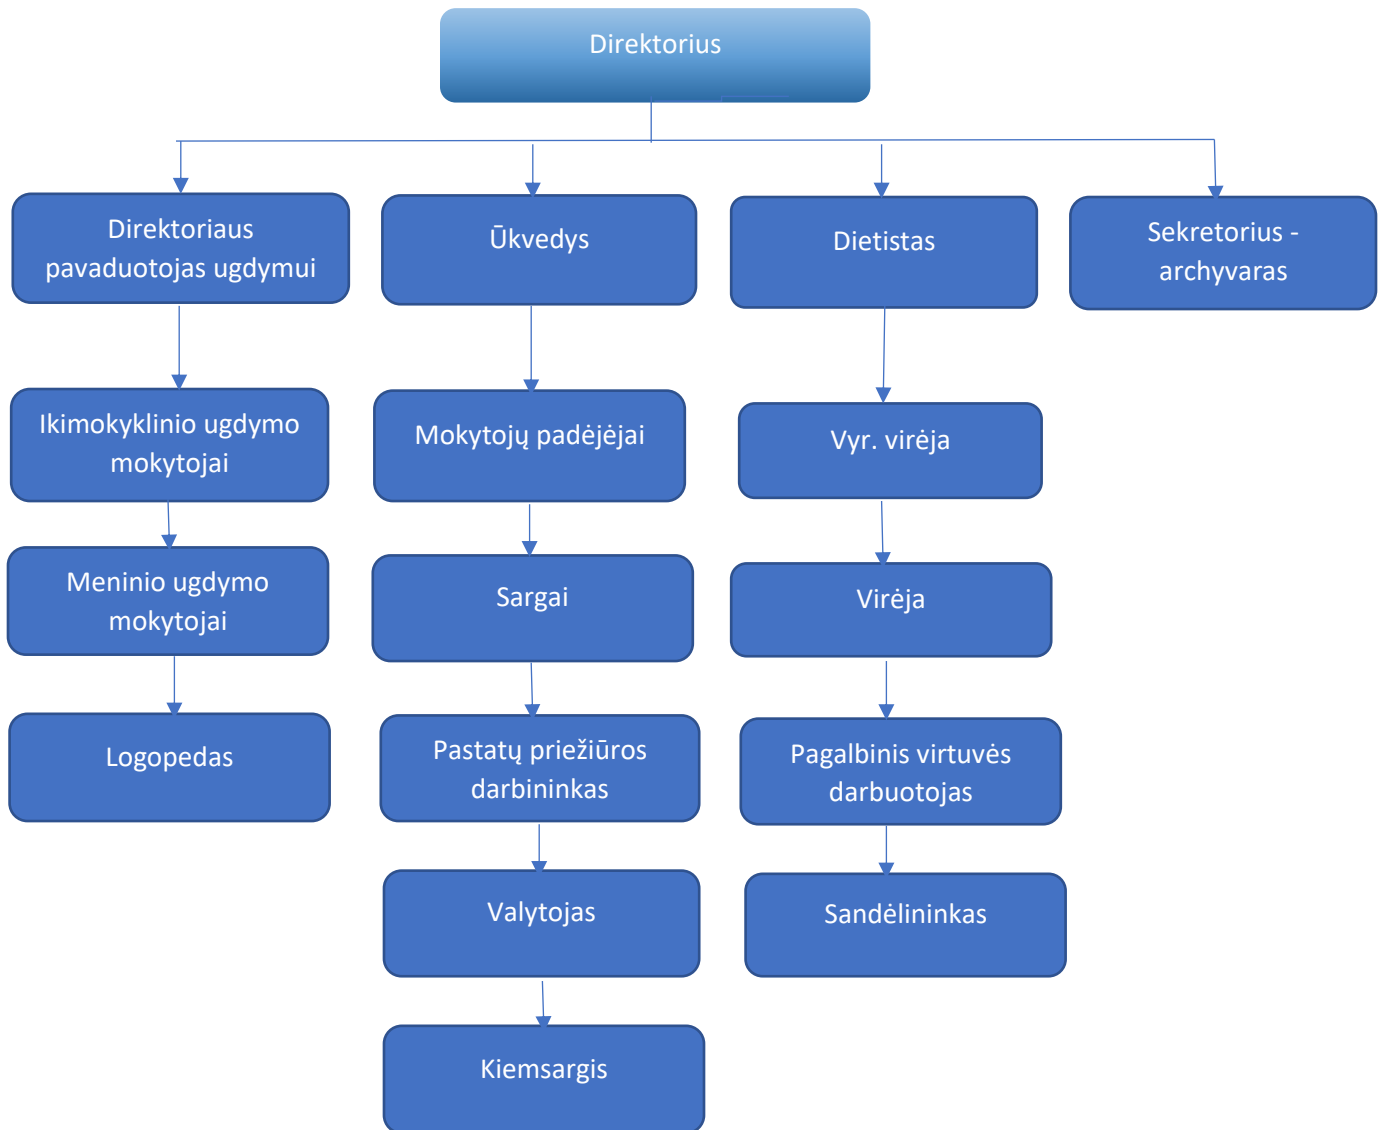 Direktorius
Direktoriaus
pavaduotojas ugdymui
Ūkvedys
Dietistas
Sekretorius -
archyvaras
Ikimokyklinio ugdymo
mokytojai
Mokytojų padėjėjai
Vyr. virėja
Meninio ugdymo
mokytojai
Sargai
Virėja
Logopedas
Pastatų priežiūros
darbininkas
Pagalbinis virtuvės
darbuotojas
Valytojas
Sandėlininkas
Kiemsargis